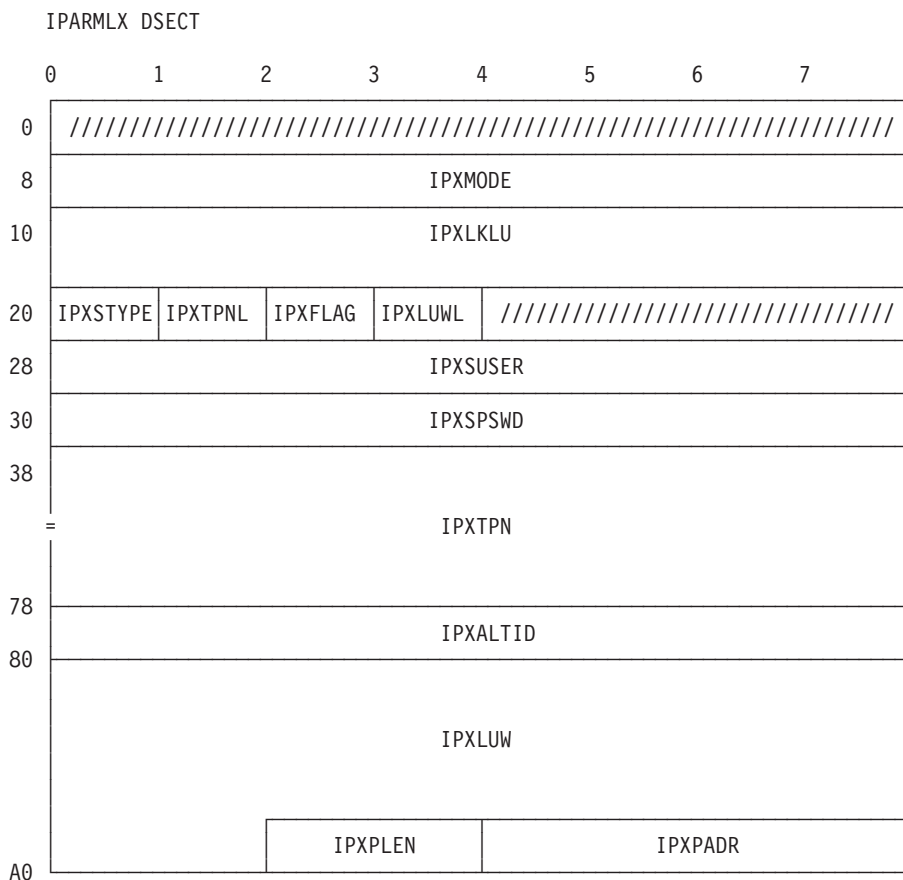 IPARMLX DSECT
0 1 2 3 4 5 6 7
0 ////////////////////////////////////////////////////////////////////
8 IPXMODE
10 IPXLKLU
20 IPXSTYPE IPXTPNL IPXFLAG IPXLUWL /////////////////////////////////
28 IPXSUSER
30 IPXSPSWD
38
= IPXTPN
78
IPXALTID
80
IPXLUW
IPXPLEN IPXPADR
A0